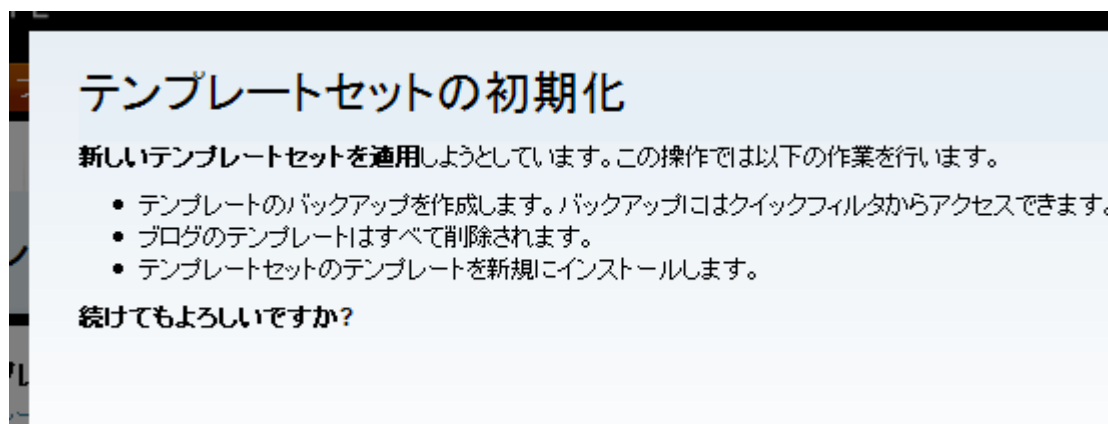 テンプレートセットの初期化
新しいテンプレートセットを適用しようとしています。この操作では以下の作業を行います。
テンプレートのバックアップを作成します。バックアップにはクイックフィルタからアクセスできます。
ブログのテンプレートはすべて削除されます。
テンプレートセットのテンプレートを新規にインストールします。
続けてもよろしいですか?